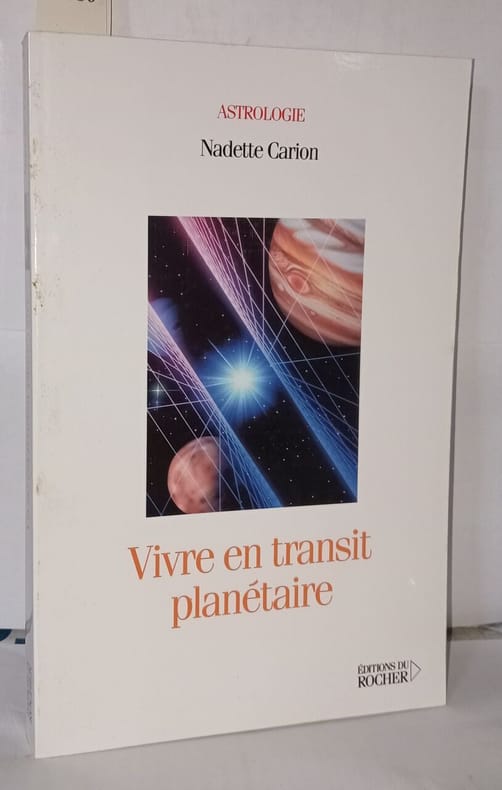 ASTROLOGIE
Nadette Carion
Vivre en transit
planétaire
ÉDITIONS DU
ROCHER